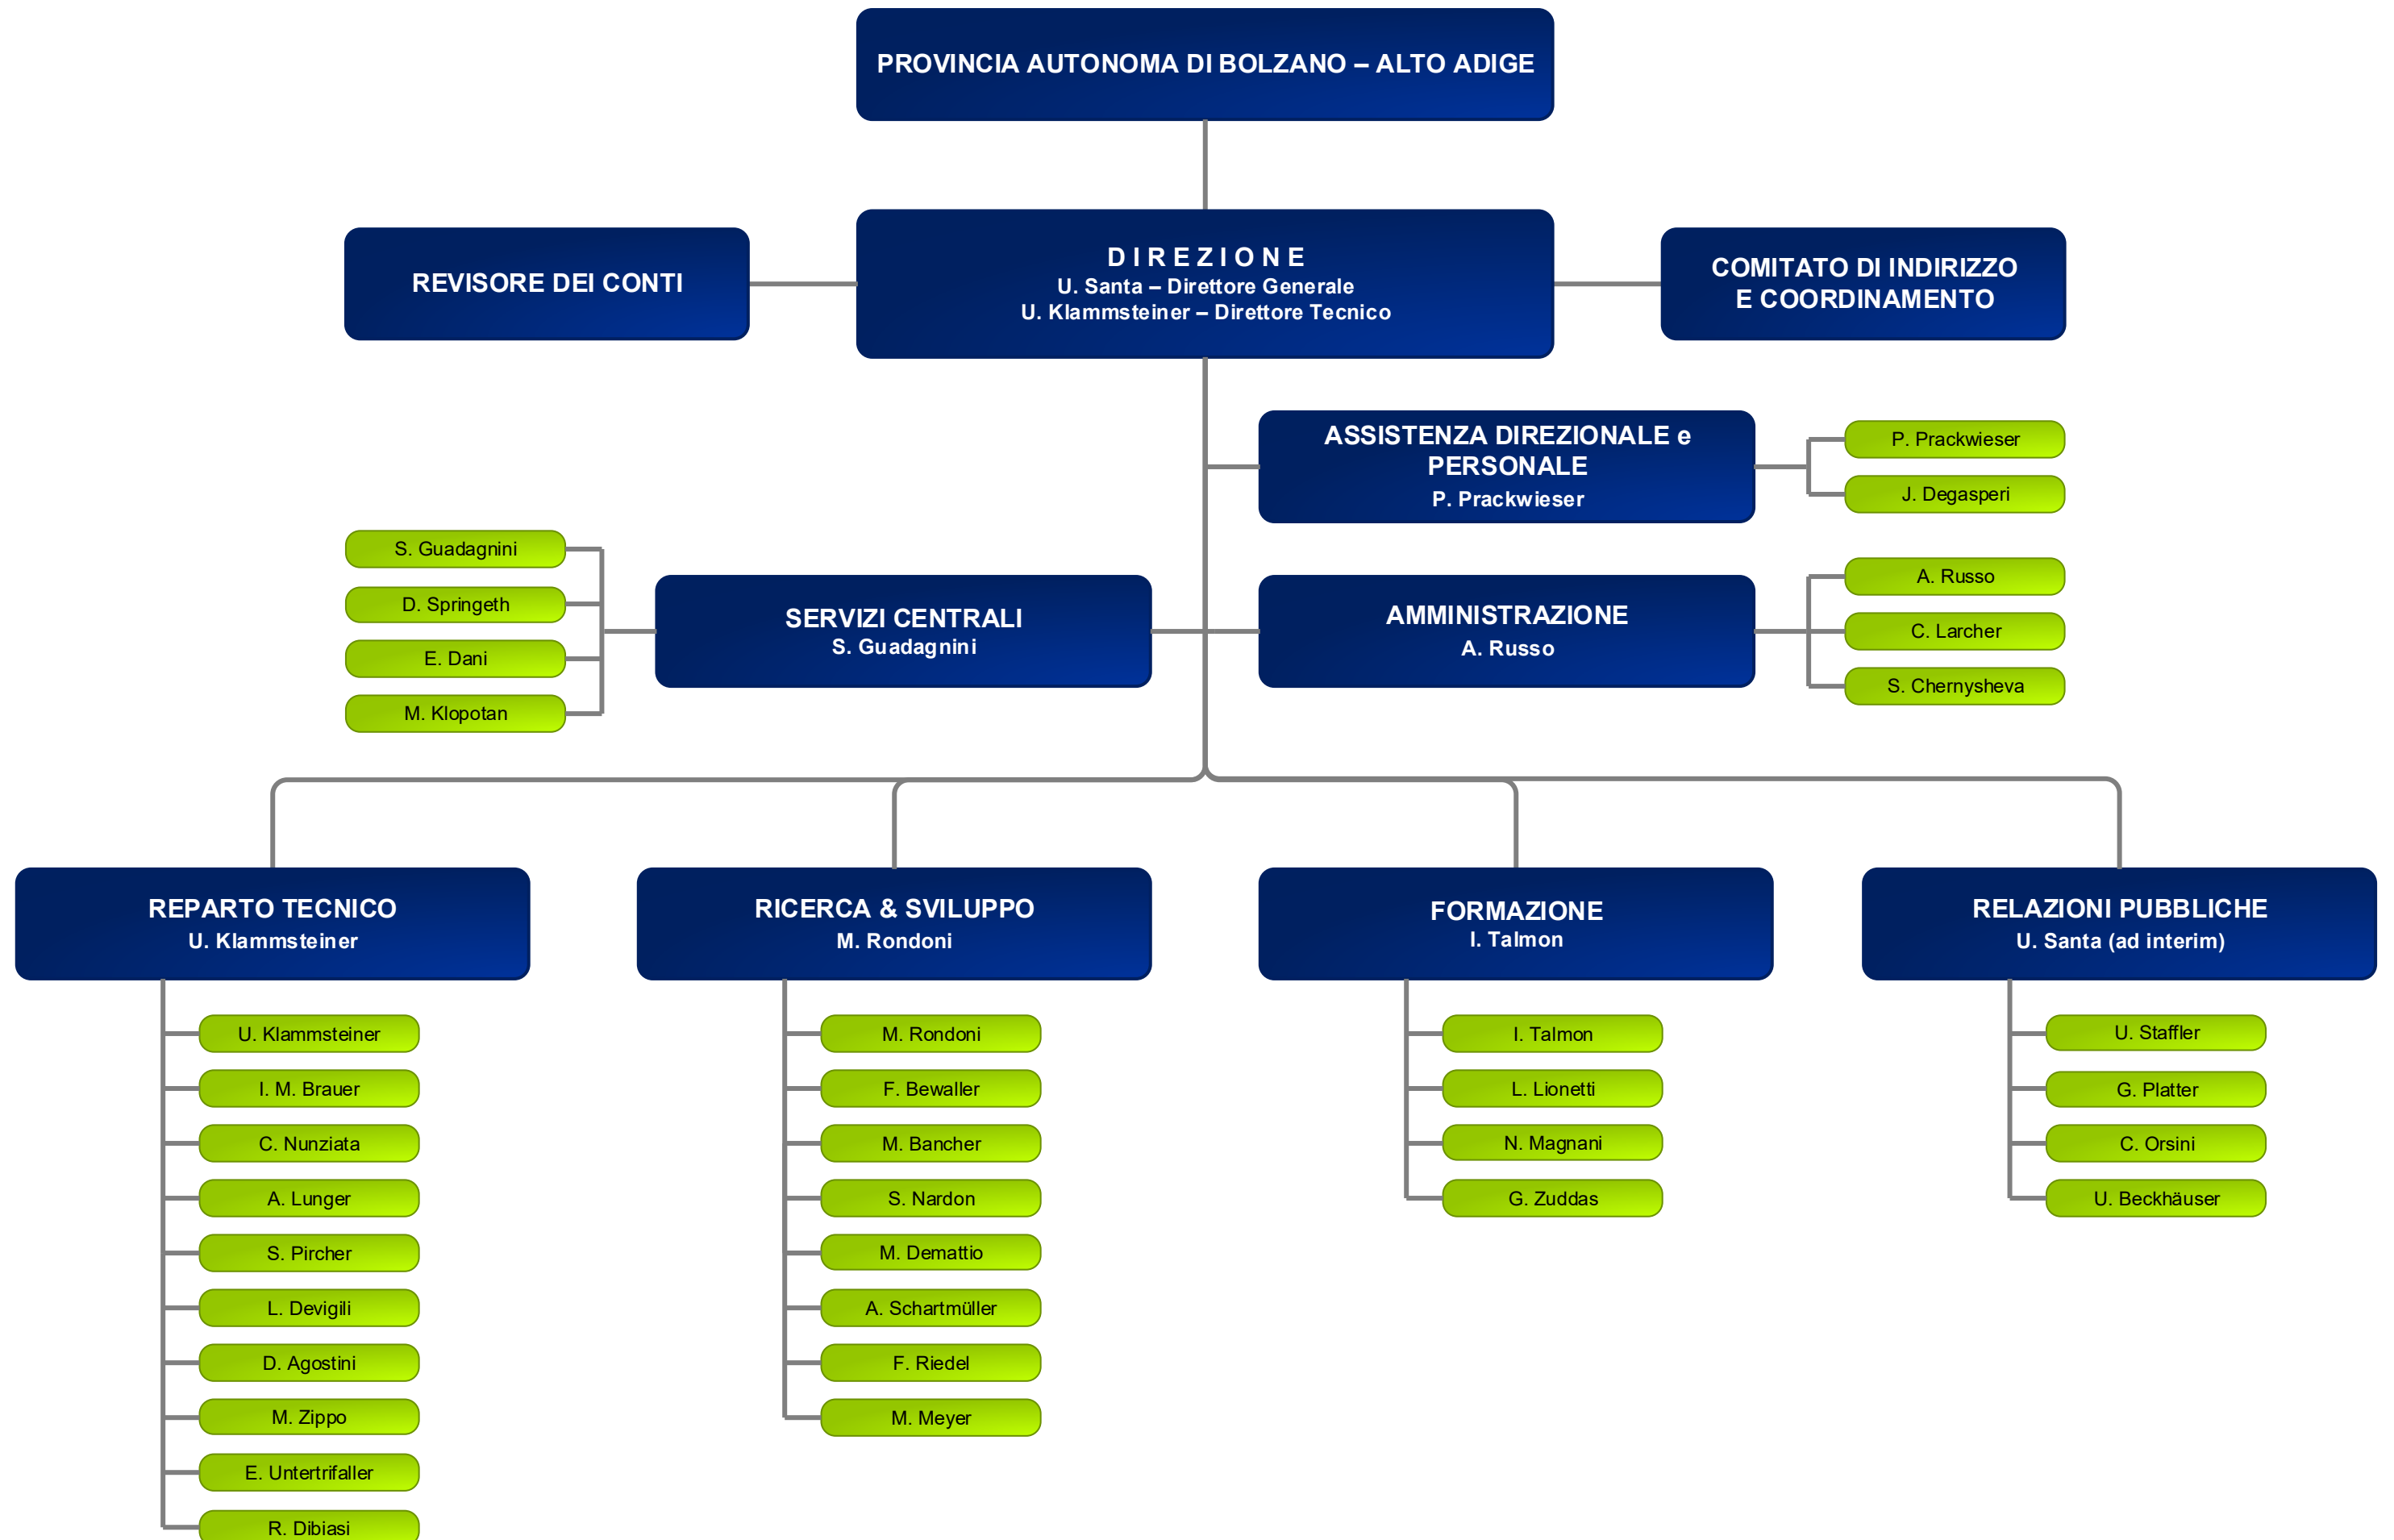 PROVINCIA AUTONOMA DI BOLZANO – ALTO ADIGE
REVISORE DEI CONTI
D I R E Z I O N E
U. Santa – Direttore Generale
U. Klammsteiner – Direttore Tecnico
COMITATO DI INDIRIZZO
E COORDINAMENTO
ASSISTENZA DIREZIONALE e
PERSONALE
P. Prackwieser
P. Prackwieser
J. Degasperi
S. Guadagnini
D. Springeth
E. Dani
M. Klopotan
SERVIZI CENTRALI
S. Guadagnini
AMMINISTRAZIONE
A. Russo
A. Russo
C. Larcher
S. Chernysheva
REPARTO TECNICO
U. Klammsteiner
U. Klammsteiner
I. M. Brauer
C. Nunziata
A. Lunger
S. Pircher
L. Devigili
D. Agostini
M. Zippo
E. Untertrifaller
R. Dibiasi
RICERCA & SVILUPPO
M. Rondoni
M. Rondoni
F. Bewaller
M. Bancher
S. Nardon
M. Demattio
A. Schartmüller
F. Riedel
M. Meyer
FORMAZIONE
I. Talmon
I. Talmon
L. Lionetti
N. Magnani
G. Zuddas
RELAZIONI PUBBLICHE
U. Santa (ad interim)
U. Staffler
G. Platter
C. Orsini
U. Beckhäuser